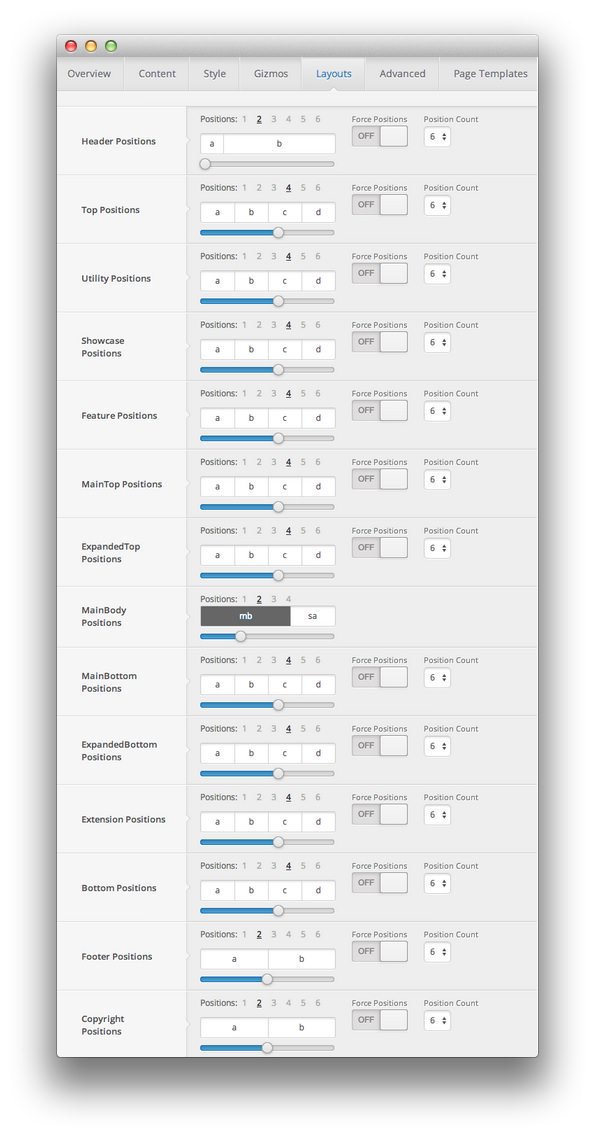 Overview Content Style Gizmos Layouts Advanced Page Templates
Header Positions
Positions: 1 2 3 4 5 6 Force Positions Position Count
a b OFF 6
Top Positions
Positions: 1 2 3 4 5 6 Force Positions Position Count
a b c d OFF 6
Utility Positions
Positions: 1 2 3 4 5 6 Force Positions Position Count
a b c d OFF 6
Showcase
Positions
Positions: 1 2 3 4 5 6 Force Positions Position Count
a b c d OFF 6
Feature Positions
Positions: 1 2 3 4 5 6 Force Positions Position Count
a b c d OFF 6
MainTop Positions
Positions: 1 2 3 4 5 6 Force Positions Position Count
a b c d OFF 6
ExpandedTop
Positions
Positions: 1 2 3 4 5 6 Force Positions Position Count
a b c d OFF 6
MainBody
Positions
Positions: 1 2 3 4
mb sa
MainBottom
Positions
Positions: 1 2 3 4 5 6 Force Positions Position Count
a b c d OFF 6
ExpandedBottom
Positions
Positions: 1 2 3 4 5 6 Force Positions Position Count
a b c d OFF 6
Extension Positions
Positions: 1 2 3 4 5 6 Force Positions Position Count
a b c d OFF 6
Bottom Positions
Positions: 1 2 3 4 5 6 Force Positions Position Count
a b c d OFF 6
Footer Positions
Positions: 1 2 3 4 5 6 Force Positions Position Count
a b OFF 6
Copyright
Positions
Positions: 1 2 3 4 5 6 Force Positions Position Count
a b OFF 6